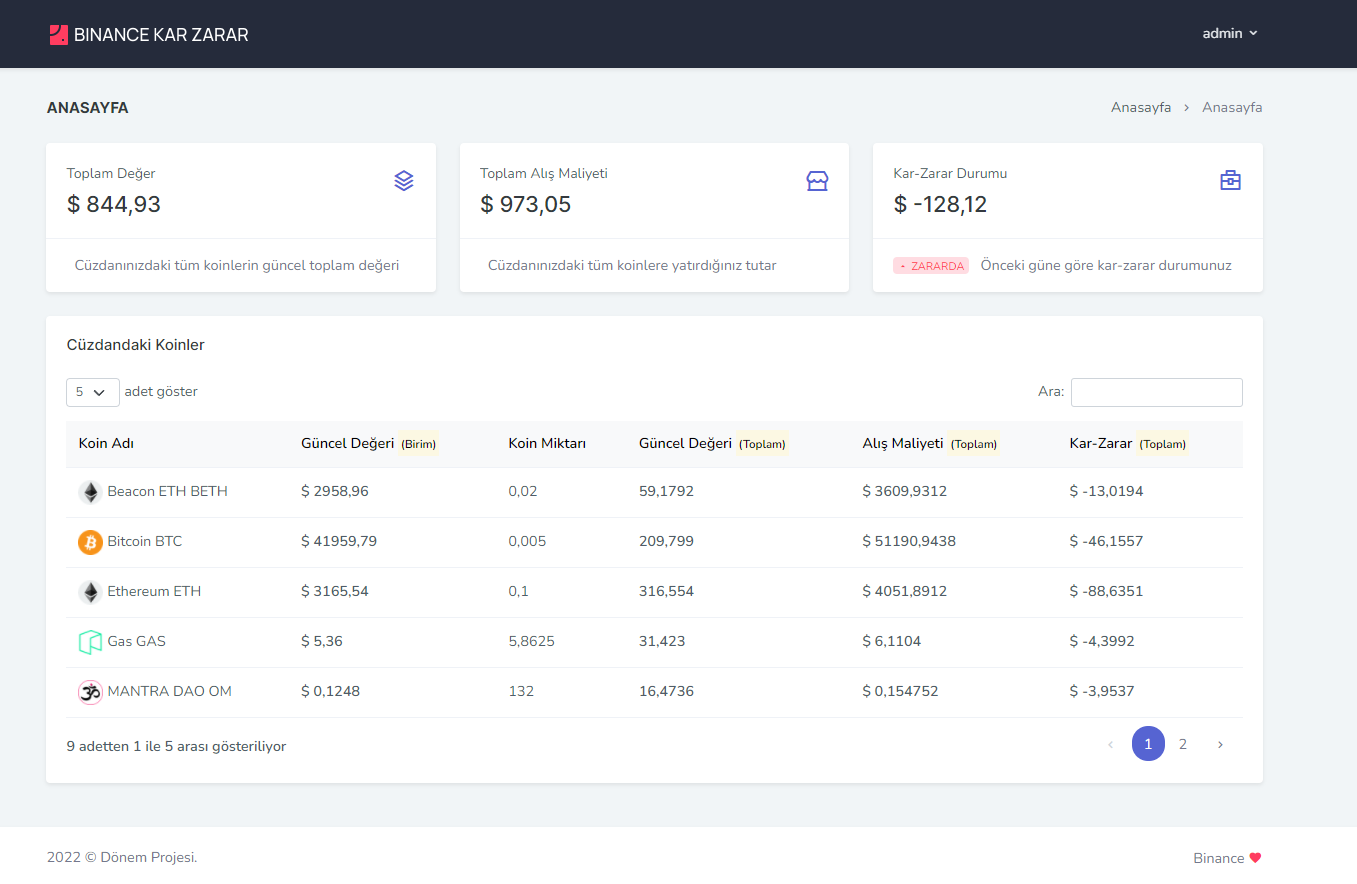 BINANCE KAR ZARAR
admin
ANASAYFA
Anasayfa > Anasayfa
Toplam Değer
$ 844,93
Cüzdanınızdaki tüm koinlerin güncel toplam değeri
Toplam Alış Maliyeti
$ 973,05
Cüzdanınızdaki tüm koinlere yatırdığınız tutar
Kar-Zarar Durumu
$ -128,12
- ZARARDA Önceki güne göre kar-zarar durumunuz
Cüzdandaki Koinler
5 adet göster Ara:
Koin Adı Güncel Değeri (Birim) Koin Miktarı Güncel Değeri (Toplam) Alış Maliyeti (Toplam) Kar-Zarar (Toplam)
Beacon ETH BETH $ 2958,96 0,02 59,1792 $ 3609,9312 $ -13,0194
Bitcoin BTC $ 41959,79 0,005 209,799 $ 51190,9438 $ -46,1557
Ethereum ETH $ 3165,54 0,1 316,554 $ 4051,8912 $ -88,6351
Gas GAS $ 5,36 5,8625 31,423 $ 6,1104 $ -4,3992
MANTRA DAO OM $ 0,1248 132 16,4736 $ 0,154752 $ -3,9537
9 adetten 1 ile 5 arası gösteriliyor ‹ 1 2 ›
2022 © Dönem Projesi. Binance ♥